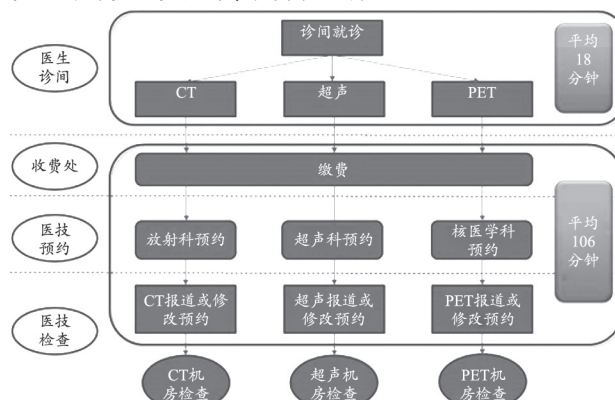 诊间就诊
医生
诊间
平均
18
分钟
CT
超声
PET
收费处
缴费
医技
预约
放射科预约
超声科预约
核医学科
预约
平均
106
分钟
医技
检查
CT报道或修
改预约
超声报道或
修改预约
PET报道或
修改预约
CT机
房检查
超声机
房检查
PET机
房检查